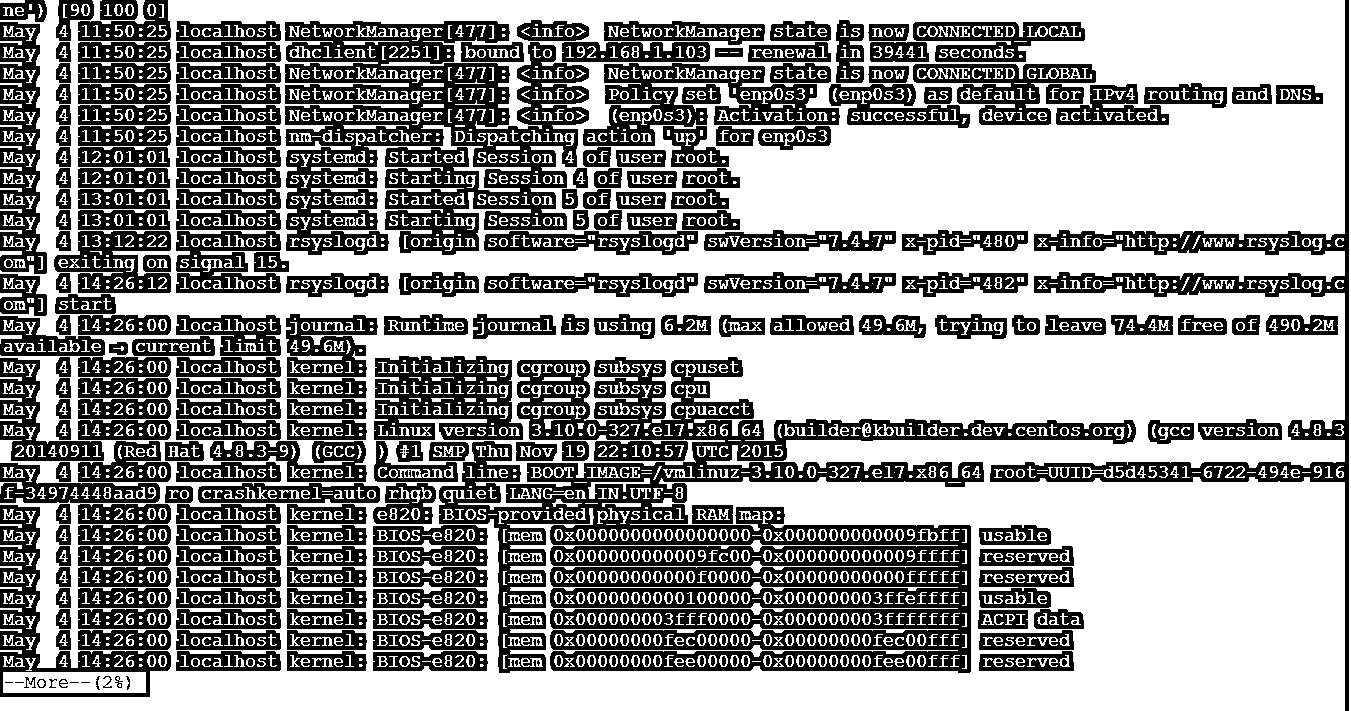 ne') [90 100 0]
May  4 11:50:25 localhost NetworkManager[477]: <info>  NetworkManager state is now CONNECTED_LOCAL
May  4 11:50:25 localhost dhclient[2251]: bound to 192.168.1.103 -- renewal in 39441 seconds.
May  4 11:50:25 localhost NetworkManager[477]: <info>  NetworkManager state is now CONNECTED_GLOBAL
May  4 11:50:25 localhost NetworkManager[477]: <info>  Policy set 'enp0s3' (enp0s3) as default for IPv4 routing and DNS.
May  4 11:50:25 localhost NetworkManager[477]: <info>  (enp0s3): Activation: successful, device activated.
May  4 11:50:25 localhost nm-dispatcher: Dispatching action 'up' for enp0s3
May  4 12:01:01 localhost systemd: Started Session 4 of user root.
May  4 12:01:01 localhost systemd: Starting Session 4 of user root.
May  4 13:01:01 localhost systemd: Started Session 5 of user root.
May  4 13:01:01 localhost systemd: Starting Session 5 of user root.
May  4 13:12:22 localhost rsyslogd: [origin software="rsyslogd" swVersion="7.4.7" x-pid="480" x-info="http://www.rsyslog.c
om"] exiting on signal 15.
May  4 14:26:12 localhost rsyslogd: [origin software="rsyslogd" swVersion="7.4.7" x-pid="482" x-info="http://www.rsyslog.c
om"] start
May  4 14:26:00 localhost journal: Runtime journal is using 6.2M (max allowed 49.6M, trying to leave 74.4M free of 490.2M
available → current limit 49.6M).
May  4 14:26:00 localhost kernel: Initializing cgroup subsys cpuset
May  4 14:26:00 localhost kernel: Initializing cgroup subsys cpu
May  4 14:26:00 localhost kernel: Initializing cgroup subsys cpuacct
May  4 14:26:00 localhost kernel: Linux version 3.10.0-327.el7.x86_64 (builder@kbuilder.dev.centos.org) (gcc version 4.8.3
 20140911 (Red Hat 4.8.3-9) (GCC) ) #1 SMP Thu Nov 19 22:10:57 UTC 2015
May  4 14:26:00 localhost kernel: Command line: BOOT_IMAGE=/vmlinuz-3.10.0-327.el7.x86_64 root=UUID=d5d45341-6722-494e-916
f-34974448aad9 ro crashkernel=auto rhgb quiet LANG=en_IN.UTF-8
May  4 14:26:00 localhost kernel: e820: BIOS-provided physical RAM map:
May  4 14:26:00 localhost kernel: BIOS-e820: [mem 0x0000000000000000-0x000000000009fbff] usable
May  4 14:26:00 localhost kernel: BIOS-e820: [mem 0x000000000009fc00-0x000000000009ffff] reserved
May  4 14:26:00 localhost kernel: BIOS-e820: [mem 0x00000000000f0000-0x00000000000fffff] reserved
May  4 14:26:00 localhost kernel: BIOS-e820: [mem 0x0000000000100000-0x000000003ffeffff] usable
May  4 14:26:00 localhost kernel: BIOS-e820: [mem 0x000000003fff0000-0x000000003fffffff] ACPI data
May  4 14:26:00 localhost kernel: BIOS-e820: [mem 0x00000000fec00000-0x00000000fec00fff] reserved
May  4 14:26:00 localhost kernel: BIOS-e820: [mem 0x00000000fee00000-0x00000000fee00fff] reserved
--More--(2%)